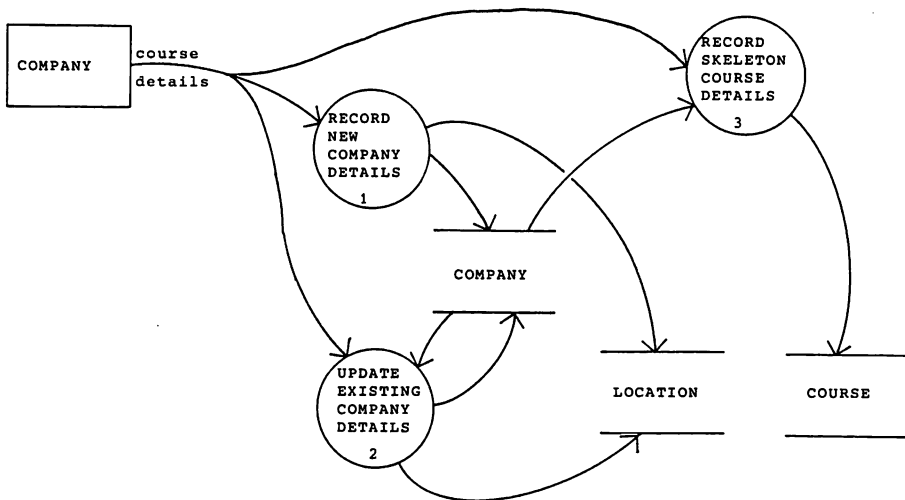 COMPANY
course
details
RECORD
SKELETON
COURSE
DETAILS
3
RECORD
NEW
COMPANY
DETAILS
1
COMPANY
UPDATE
EXISTING
COMPANY
DETAILS
2
LOCATION
COURSE